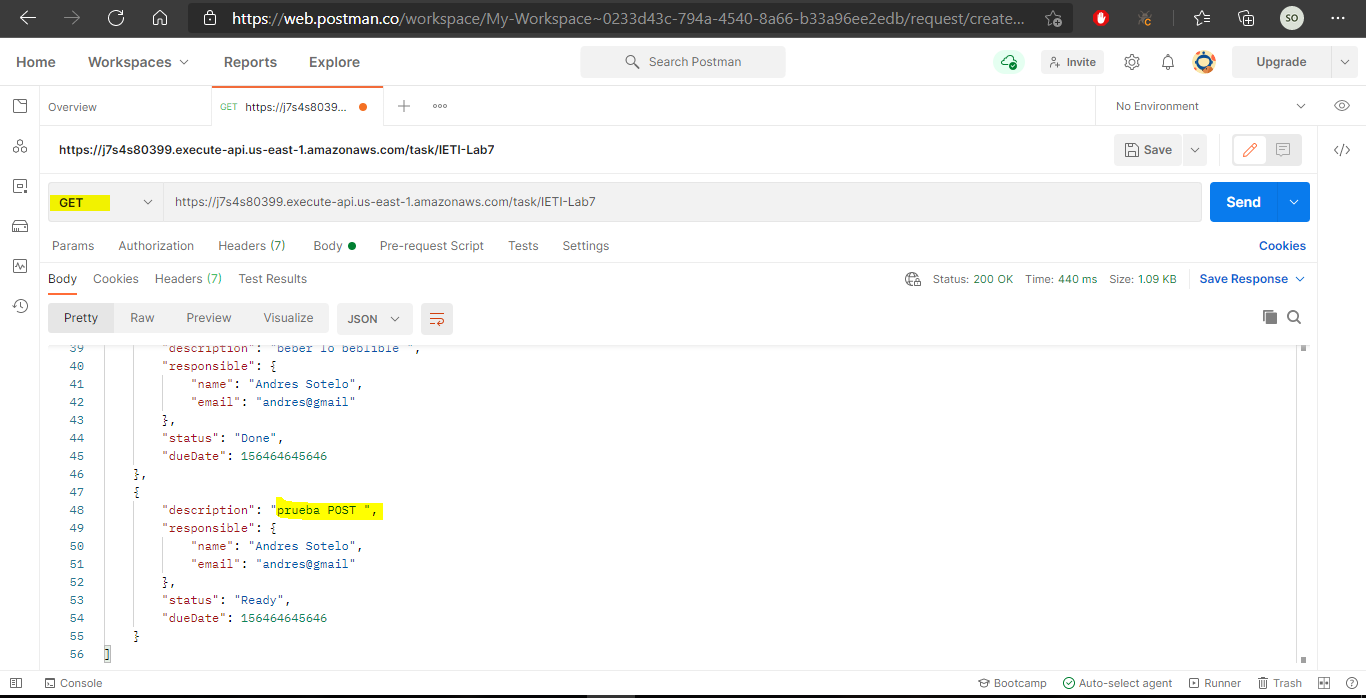 https://web.postman.co/workspace/My-Workspace~0233d43c-794a-4540-8a66-b33a96ee2edb/request/create...
SO
Home Workspaces Reports Explore Search Postman Invite Upgrade
Overview GET https://j7s4s8039... No Environment
https://j7s4s80399.execute-api.us-east-1.amazonaws.com/task/IETI-Lab7 Save
GET https://j7s4s80399.execute-api.us-east-1.amazonaws.com/task/IETI-Lab7 Send
Params Authorization Headers (7) Body Pre-request Script Tests Settings Cookies
Body Cookies Headers (7) Test Results Status: 200 OK Time: 440 ms Size: 1.09 KB Save Response
Pretty Raw Preview Visualize JSON
39 "description": "beber lo beblible ",
40 "responsible": {
41 "name": "Andres Sotelo",
42 "email": "andres@gmail"
43 },
44 "status": "Done",
45 "dueDate": 156464645646
46 },
47 {
48 "description": "prueba POST ",
49 "responsible": {
50 "name": "Andres Sotelo",
51 "email": "andres@gmail"
52 },
53 "status": "Ready",
54 "dueDate": 156464645646
55 }
56 ]
Console Bootcamp Auto-select agent Runner Trash